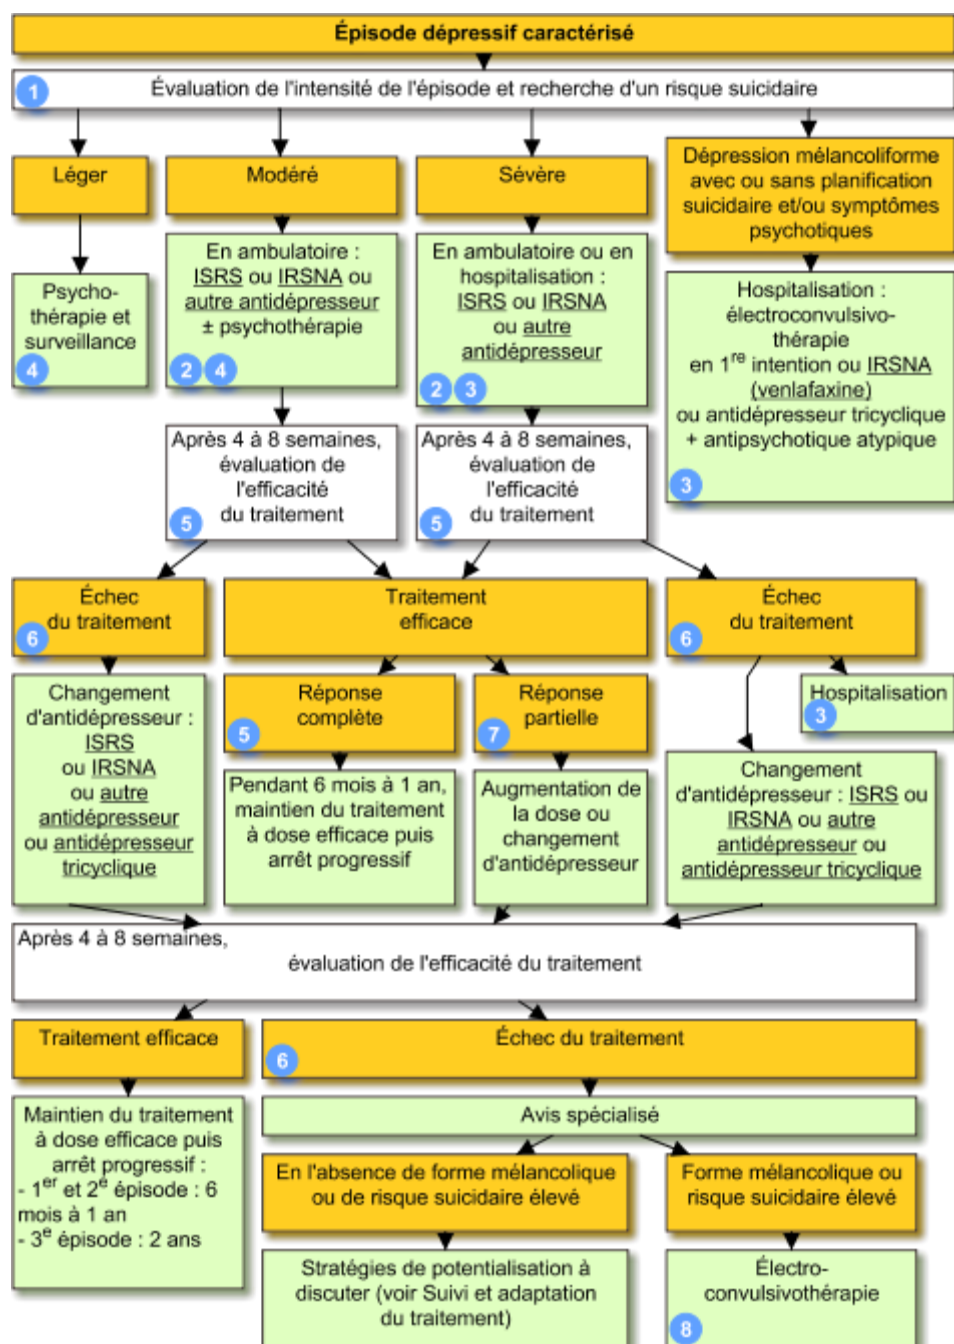 Épisode dépressif caractérisé
1
Évaluation de l'intensité de l'épisode et recherche d'un risque suicidaire
Léger
Modéré
Sévère
Dépression mélancoliforme
avec ou sans planification
suicidaire et/ou symptômes
psychotiques
Psycho-
thérapie et
surveillance
4
En ambulatoire :
ISRS ou IRSNA ou
autre antidépresseur
± psychothérapie
2 4
En ambulatoire ou en
hospitalisation :
ISRS ou IRSNA
ou autre
antidépresseur
2 3
Hospitalisation :
électroconvulsivo-
thérapie
en 1re intention ou IRSNA
(venlafaxine)
ou antidépresseur tricyclique
+ antipsychotique atypique
3
Après 4 à 8 semaines,
évaluation de
l'efficacité
du traitement
5
Après 4 à 8 semaines,
évaluation de
l'efficacité
du traitement
5
Échec
du traitement
6
Traitement
efficace
Échec
du traitement
6
Changement
d'antidépresseur :
ISRS
ou IRSNA
ou autre
antidépresseur
ou antidépresseur
tricyclique
Réponse
complète
5
Réponse
partielle
7
Hospitalisation
3
Pendant 6 mois à 1 an,
maintien du traitement
à dose efficace puis
arrêt progressif
Augmentation de
la dose ou
changement
d'antidépresseur
Changement
d'antidépresseur : ISRS ou
IRSNA ou autre
antidépresseur ou
antidépresseur tricyclique
Après 4 à 8 semaines,
évaluation de l'efficacité du traitement
Traitement efficace
Échec du traitement
6
Maintien du traitement
à dose efficace puis
arrêt progressif :
- 1er et 2e épisode : 6
mois à 1 an
- 3e épisode : 2 ans
Avis spécialisé
En l'absence de forme mélancolique
ou de risque suicidaire élevé
Forme mélancolique ou
risque suicidaire élevé
Stratégies de potentialisation à
discuter (voir Suivi et adaptation
du traitement)
Électro-
convulsivothérapie
8